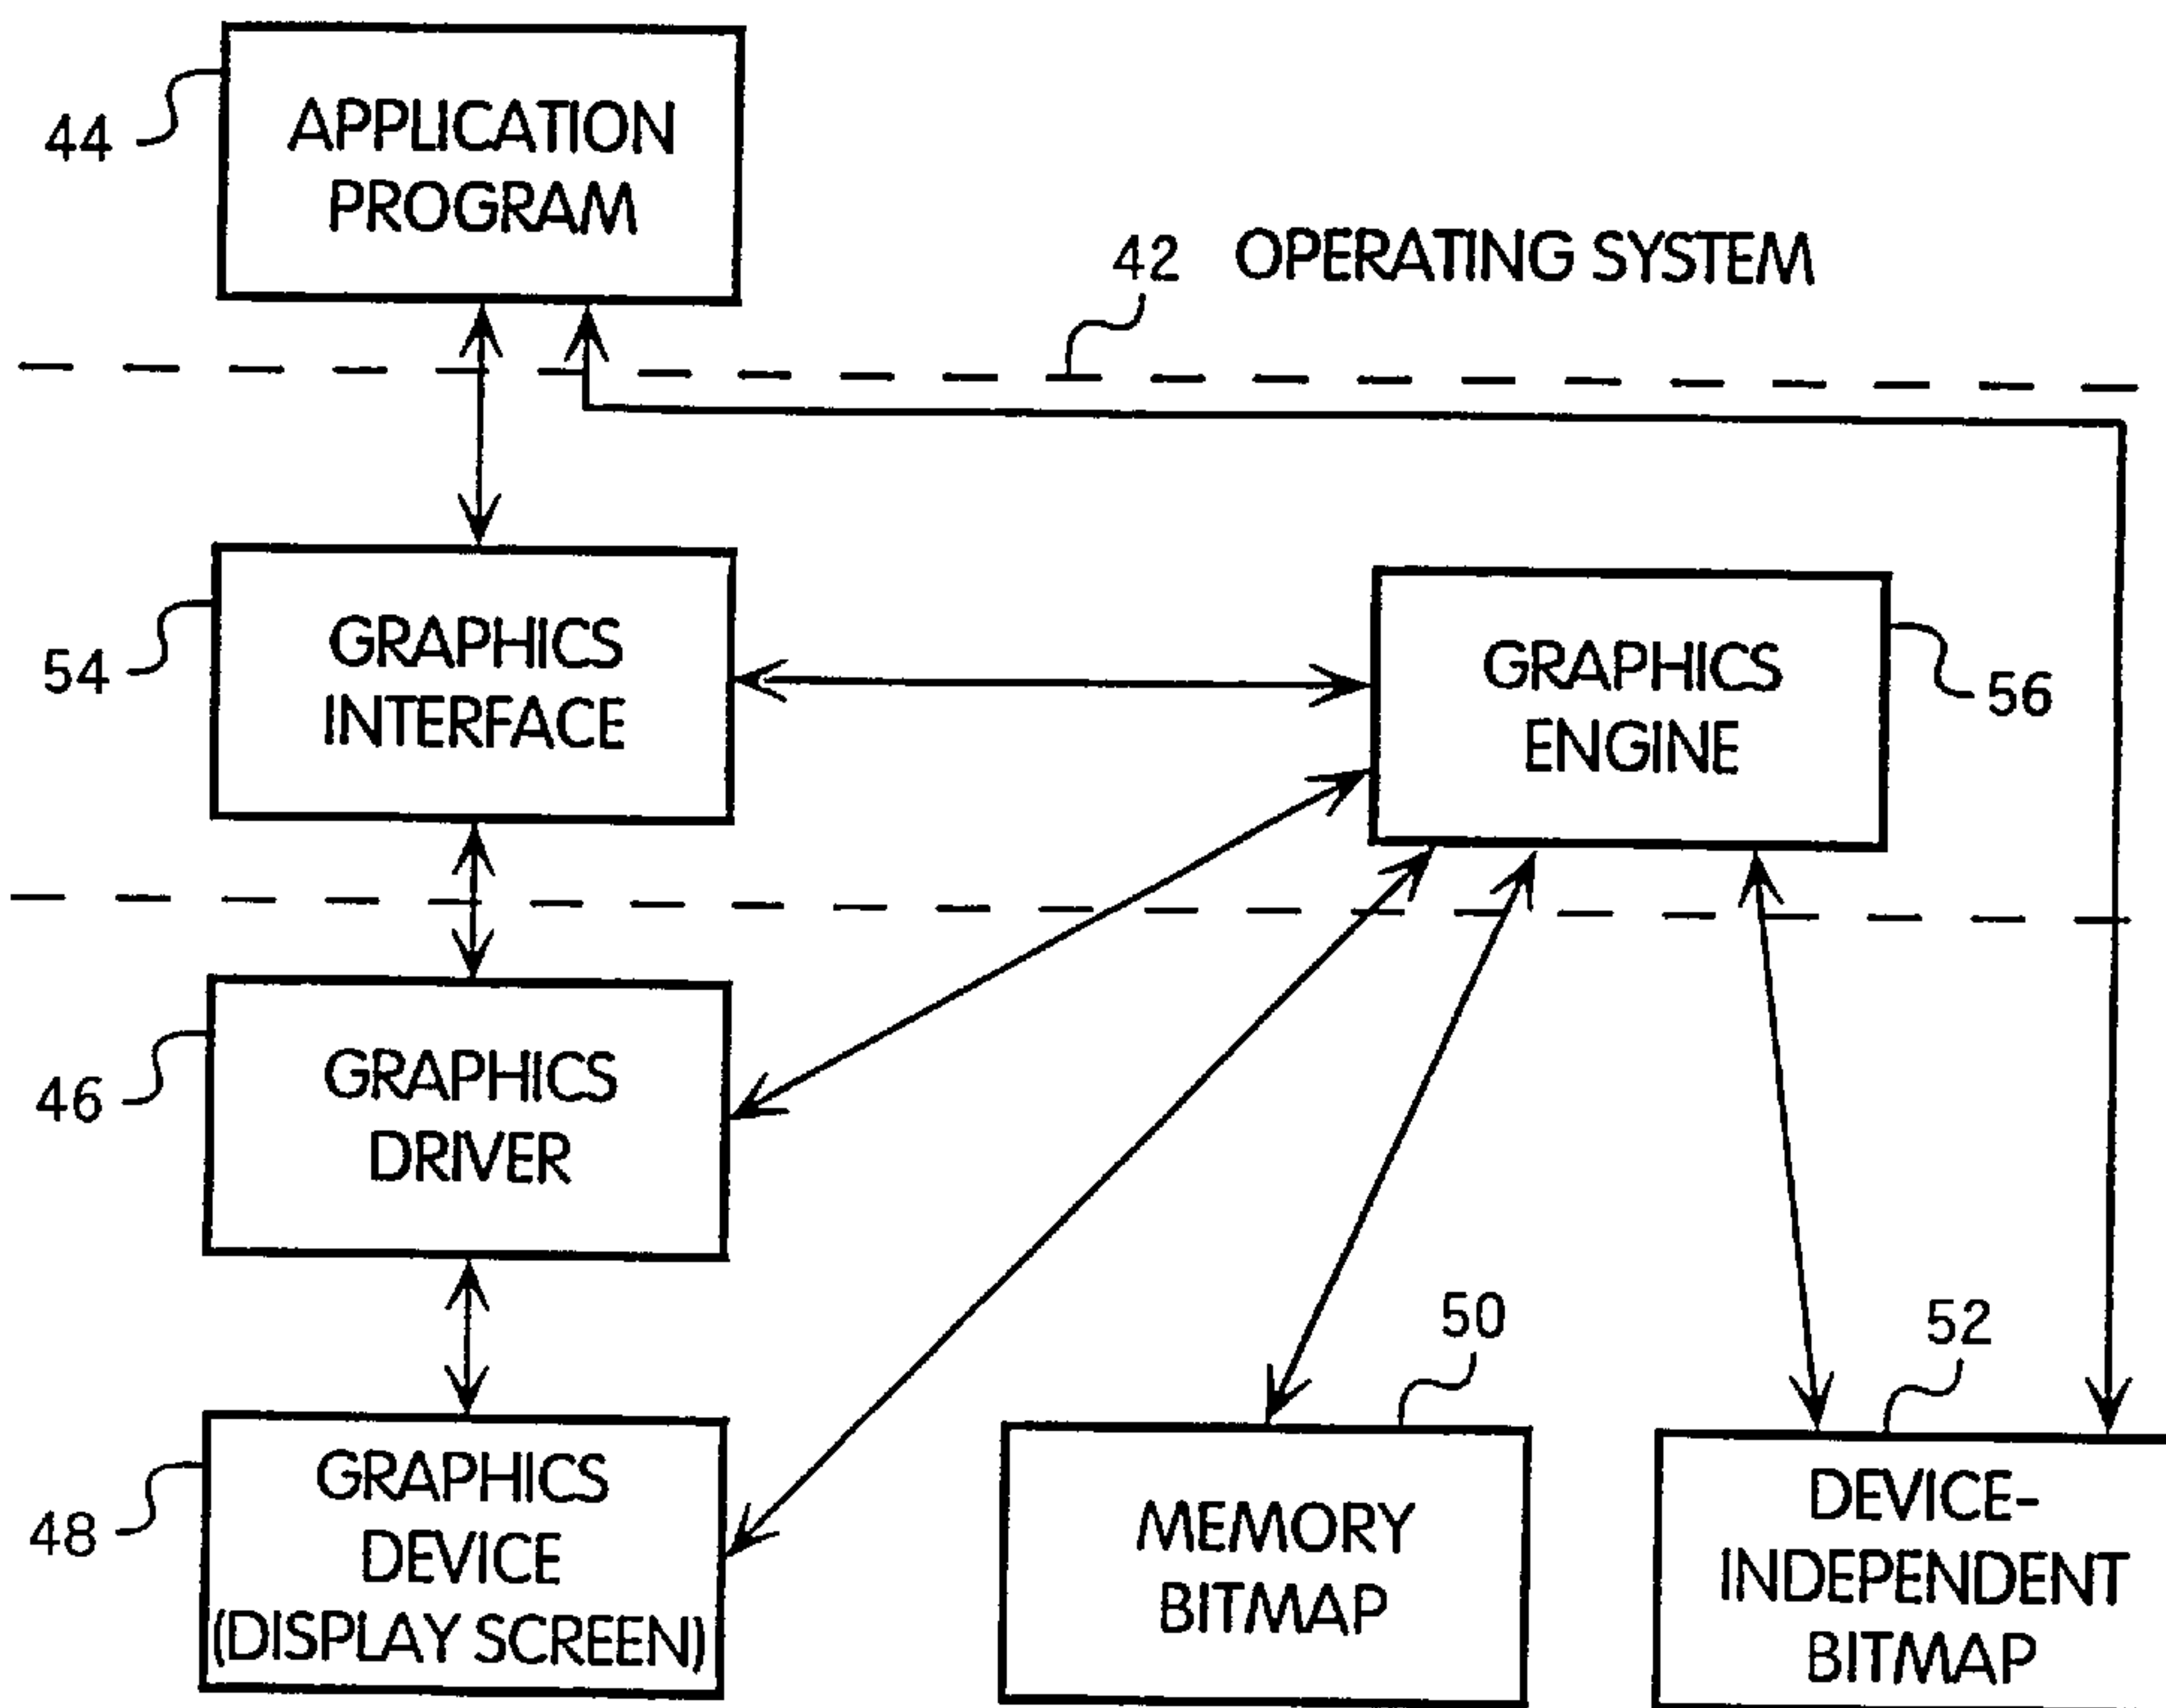 44
APPLICATION
PROGRAM
42 OPERATING SYSTEM
54
GRAPHICS
INTERFACE
GRAPHICS
ENGINE
56
46
GRAPHICS
DRIVER
50
52
48
GRAPHICS
DEVICE
(DISPLAY SCREEN)
MEMORY
BITMAP
DEVICE-
INDEPENDENT
BITMAP